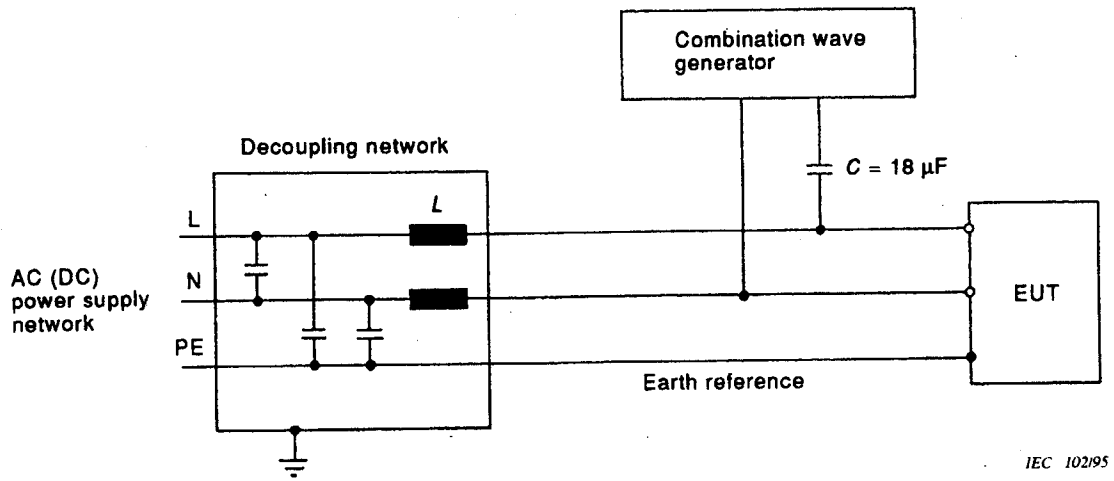 Combination wave
generator
Decoupling network
C = 18 µF
L
L
AC (DC)
power supply
network
N
EUT
PE
Earth reference
IEC 102/95